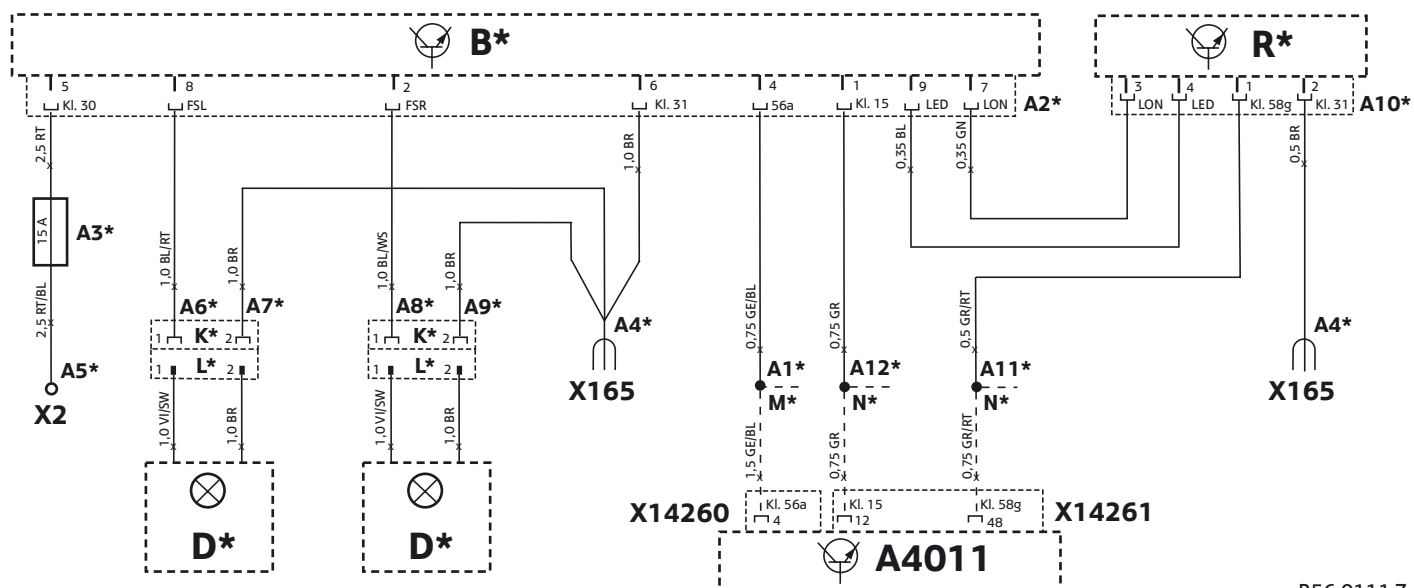 B*
R*
5 8 2 6 4 1 9 7
Kl. 30 FSL FSR Kl. 31 56a Kl. 15 LED LON A2*
3 4 1 2
LON LED Kl. 58g Kl. 31 A10*
2,5 RT
1,0 BR
0,35 BL
0,35 GN
0,5 BR
15 A
A3*
1,0 BL/RT
1,0 BR
1,0 BL/WS
1,0 BR
2,5 RT/BL
0,75 GE/BL
0,75 GR
0,5 GR/RT
A6* A7* A8* A9*
A4* A4*
1 K* 2 1 K* 2
L* L*
1 2 1 2
A5*
X2
X165
X165
A1* A12* A11*
M* N* N*
1,0 VI/SW
1,0 BR
1,0 VI/SW
1,0 BR
1,5 GE/BL
0,75 GR
0,75 GR/RT
X14260
Kl. 56a
4
Kl. 15
12
Kl. 58g
48
X14261
D* D*
A4011